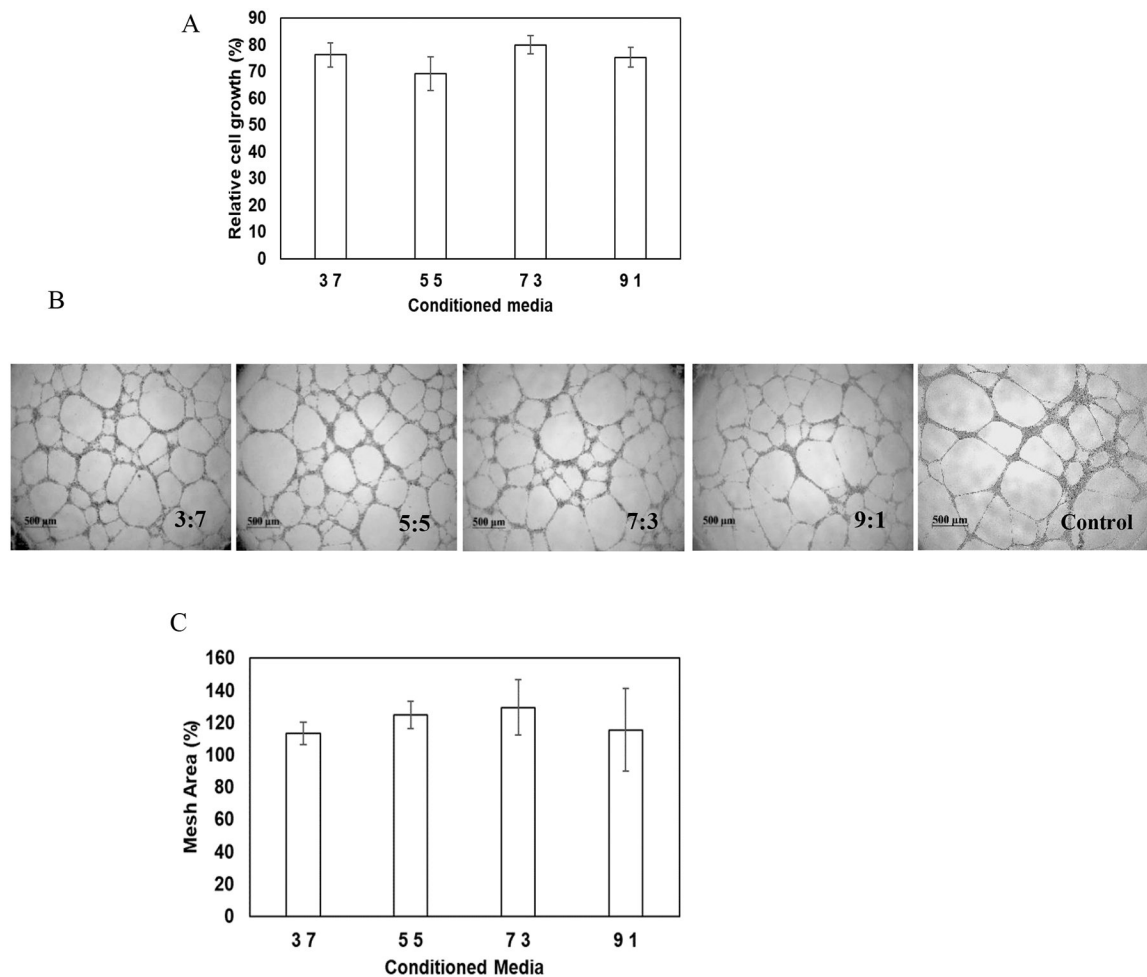 A
Relative cell growth (%)
90
80
70
60
50
40
30
20
10
0
3 7
5 5
7 3
9 1
Conditioned media
B
500 µm
3:7
500 µm
5:5
500 µm
7:3
500 µm
9:1
500 µm
Control
C
Mesh Area (%)
160
140
120
100
80
60
40
20
0
3 7
5 5
7 3
9 1
Conditioned Media